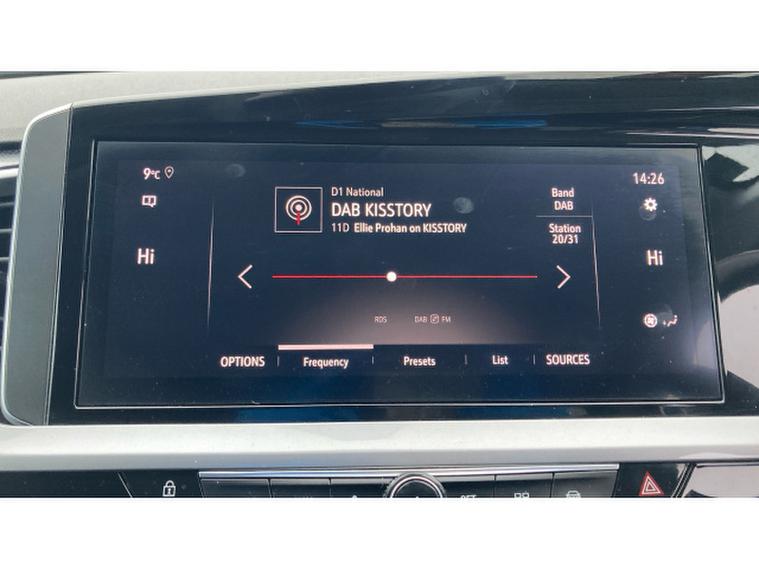 9°C
14:26
D1 National
DAB KISSTORY
11D Ellie Prohan on KISSTORY
Band
DAB
Station
20/31
Hi
Hi
RDS DAB FM
OPTIONS Frequency Presets List SOURCES